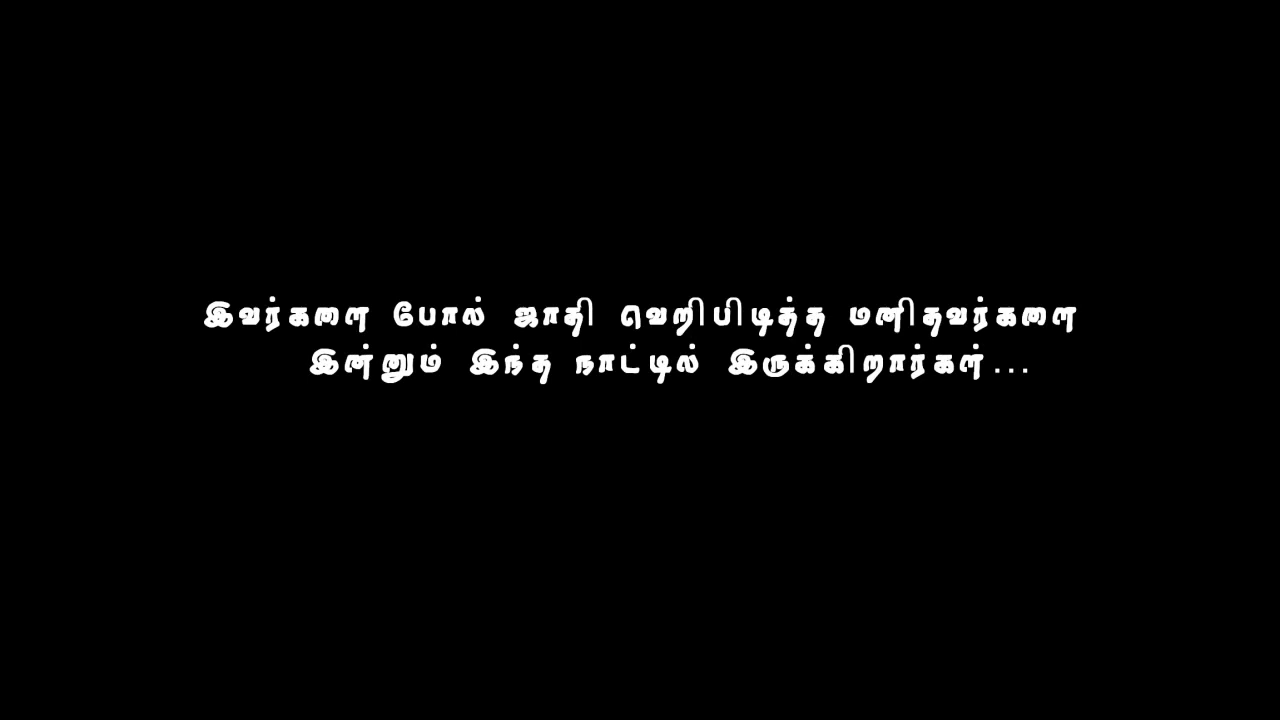 இவர்களை போல் ஜாதி வெறிபிடித்த மனிதவர்களை
இன்னும் இந்த நாட்டில் இருக்கிறார்கள்...